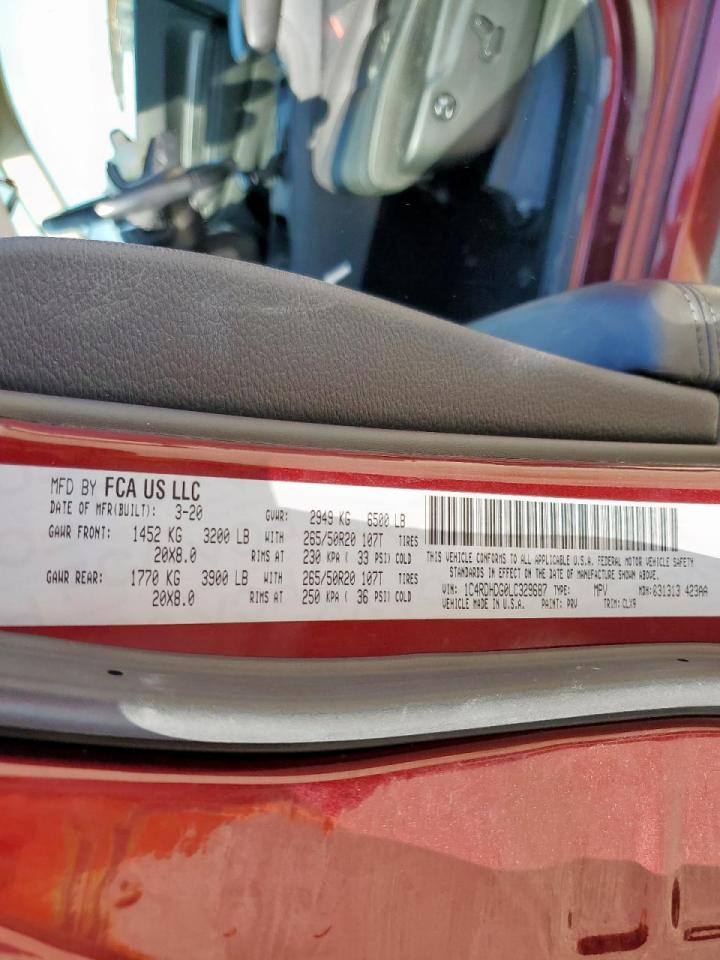 MFD BY FCA US LLC
DATE OF MFR(BUILT): 3-20 GVWR: 2949 KG 6500 LB
GAWR FRONT: 1452 KG 3200 LB WITH 265/50R20 107T TIRES
20X8.0 RIMS AT 230 KPA ( 33 PSI) COLD
GAWR REAR: 1770 KG 3900 LB WITH 265/50R20 107T TIRES
20X8.0 RIMS AT 250 KPA ( 36 PSI) COLD
THIS VEHICLE CONFORMS TO ALL APPLICABLE U.S.A. FEDERAL MOTOR VEHICLE SAFETY
STANDARDS IN EFFECT ON THE DATE OF MANUFACTURE SHOWN ABOVE.
VIN: 1C4RDHDG0LC329687 TYPE: MPV MDH: 031313 423AA
VEHICLE MADE IN U.S.A. PAINT: PRV TRIM: CLX9